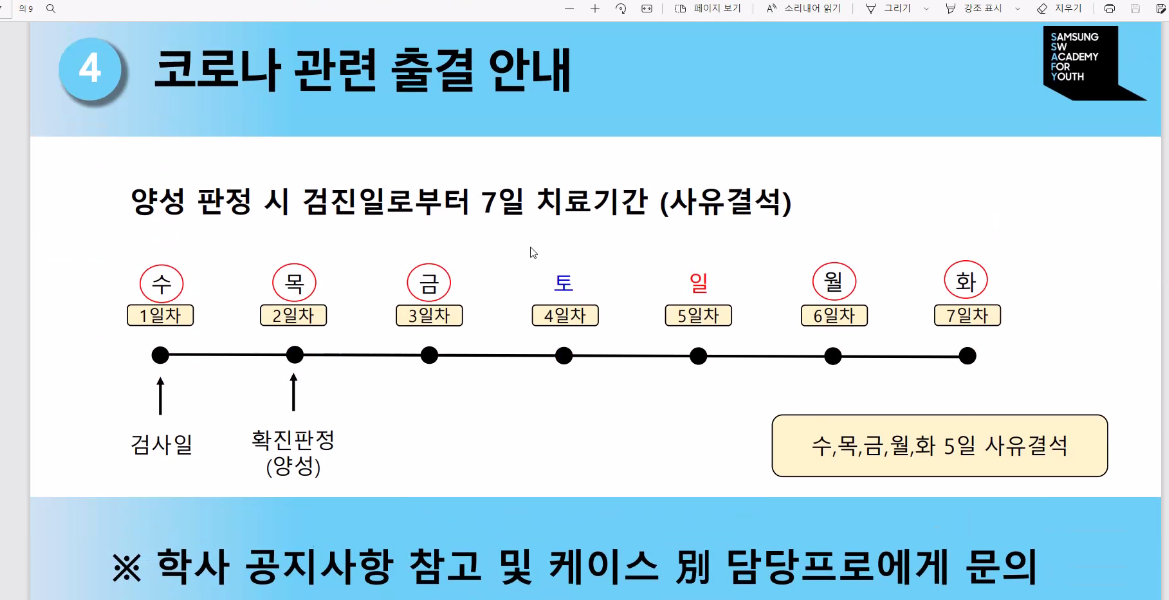 의 9
페이지 보기
소리내어 읽기
그리기
강조 표시
지우기
4
코로나 관련 출결 안내
SAMSUNG
SW
ACADEMY
FOR
YOUTH
양성 판정 시 검진일로부터 7일 치료기간 (사유결석)
수 목 금 토 일 월 화
1일차 2일차 3일차 4일차 5일차 6일차 7일차
검사일
확진판정
(양성)
수,목,금,월,화 5일 사유결석
※ 학사 공지사항 참고 및 케이스 別 담당프로에게 문의